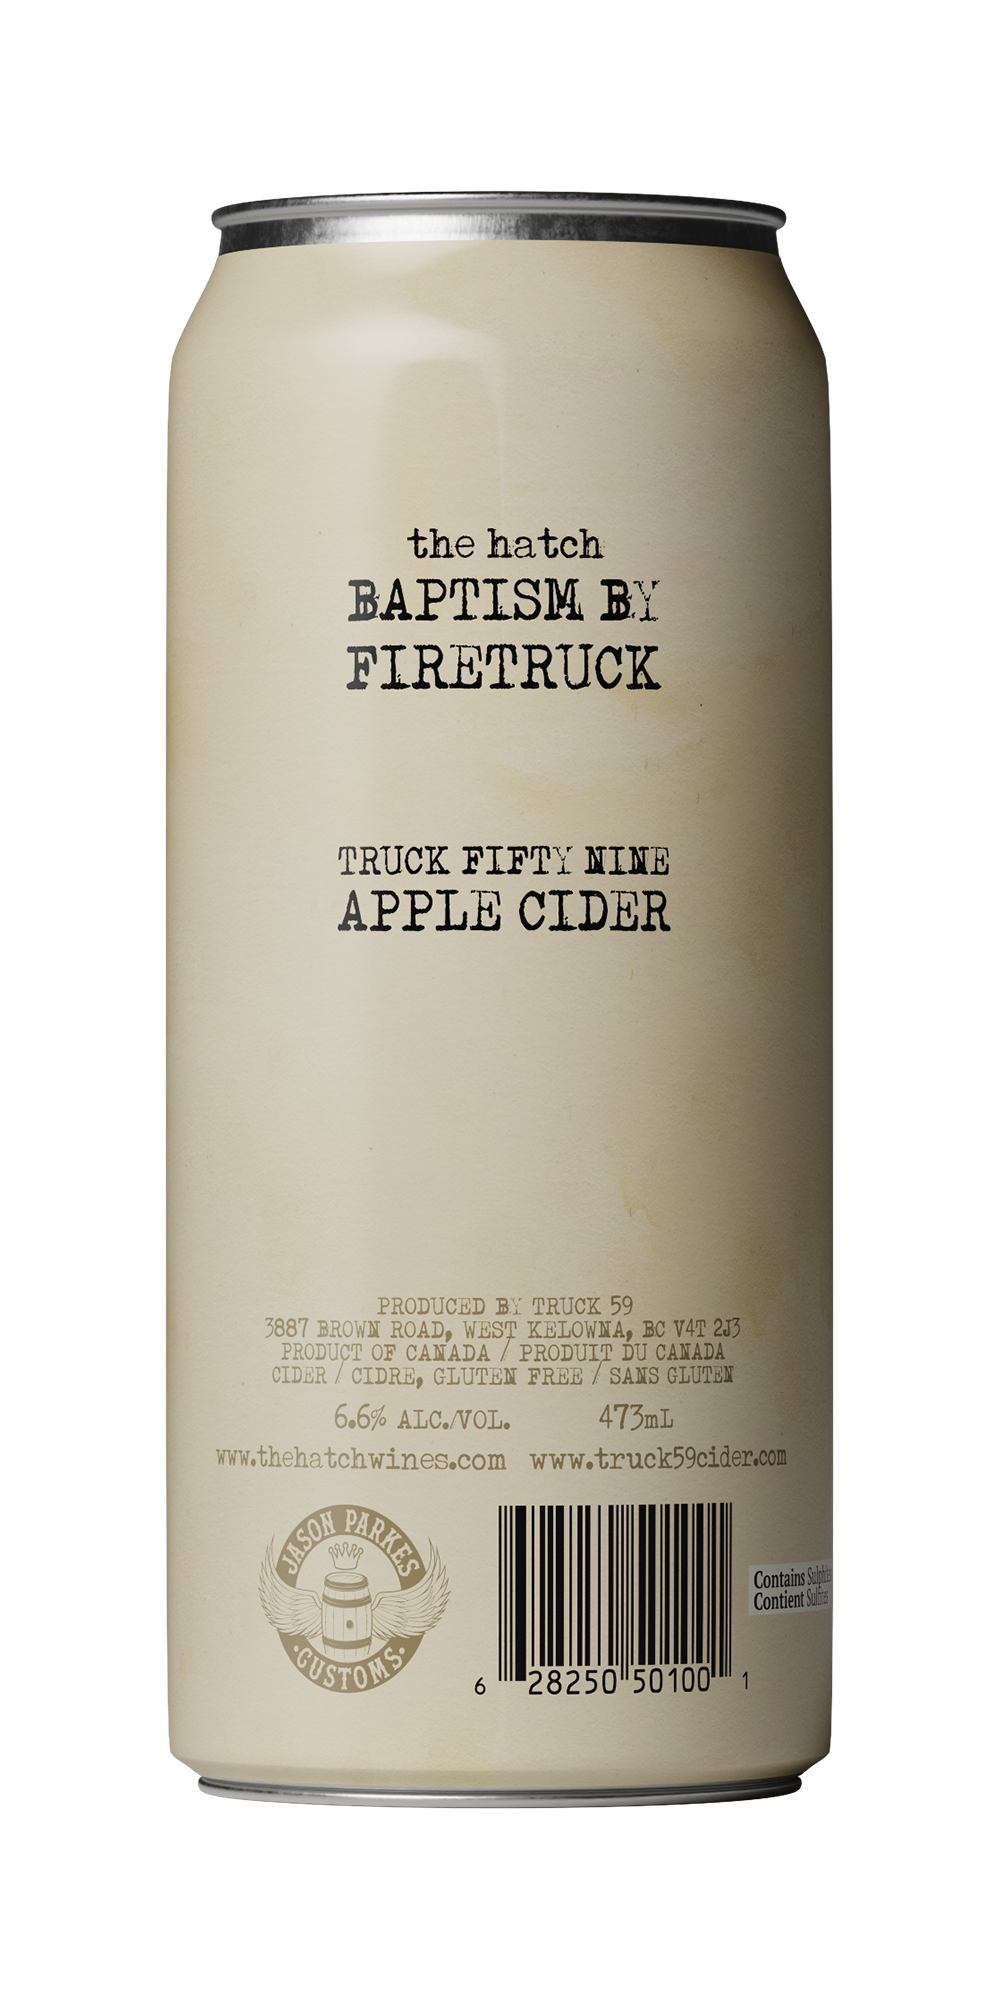 the hatch
BAPTISM BY
FIRETRUCK
TRUCK FIFTY NINE
APPLE CIDER
PRODUCED BY TRUCK 59
3887 BROWN ROAD, WEST KELOWNA, BC V4T 2J3
PRODUCT OF CANADA / PRODUIT DU CANADA
CIDER / CIDRE, GLUTEN FREE / SANS GLUTEN
6.6% ALC./VOL. 473mL
www.thehatchwines.com www.truck59cider.com
JASON PARKES
•CUSTOMS•
6 28250 50100 1
Contains Sulphites
Contient Sulfites